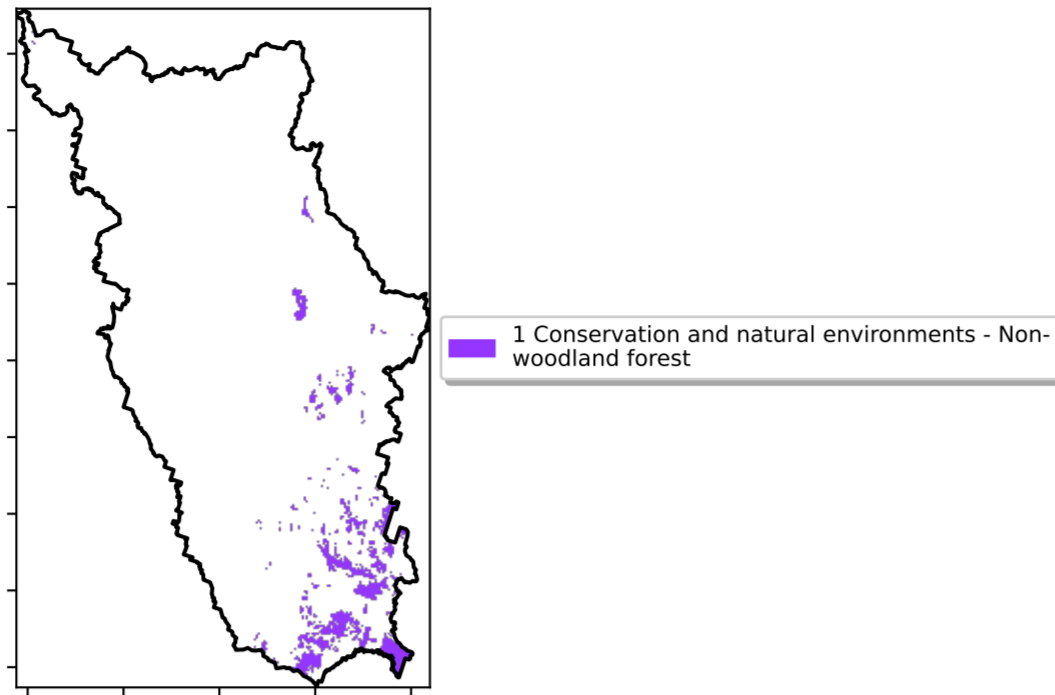 1 Conservation and natural environments - Non-
woodland forest